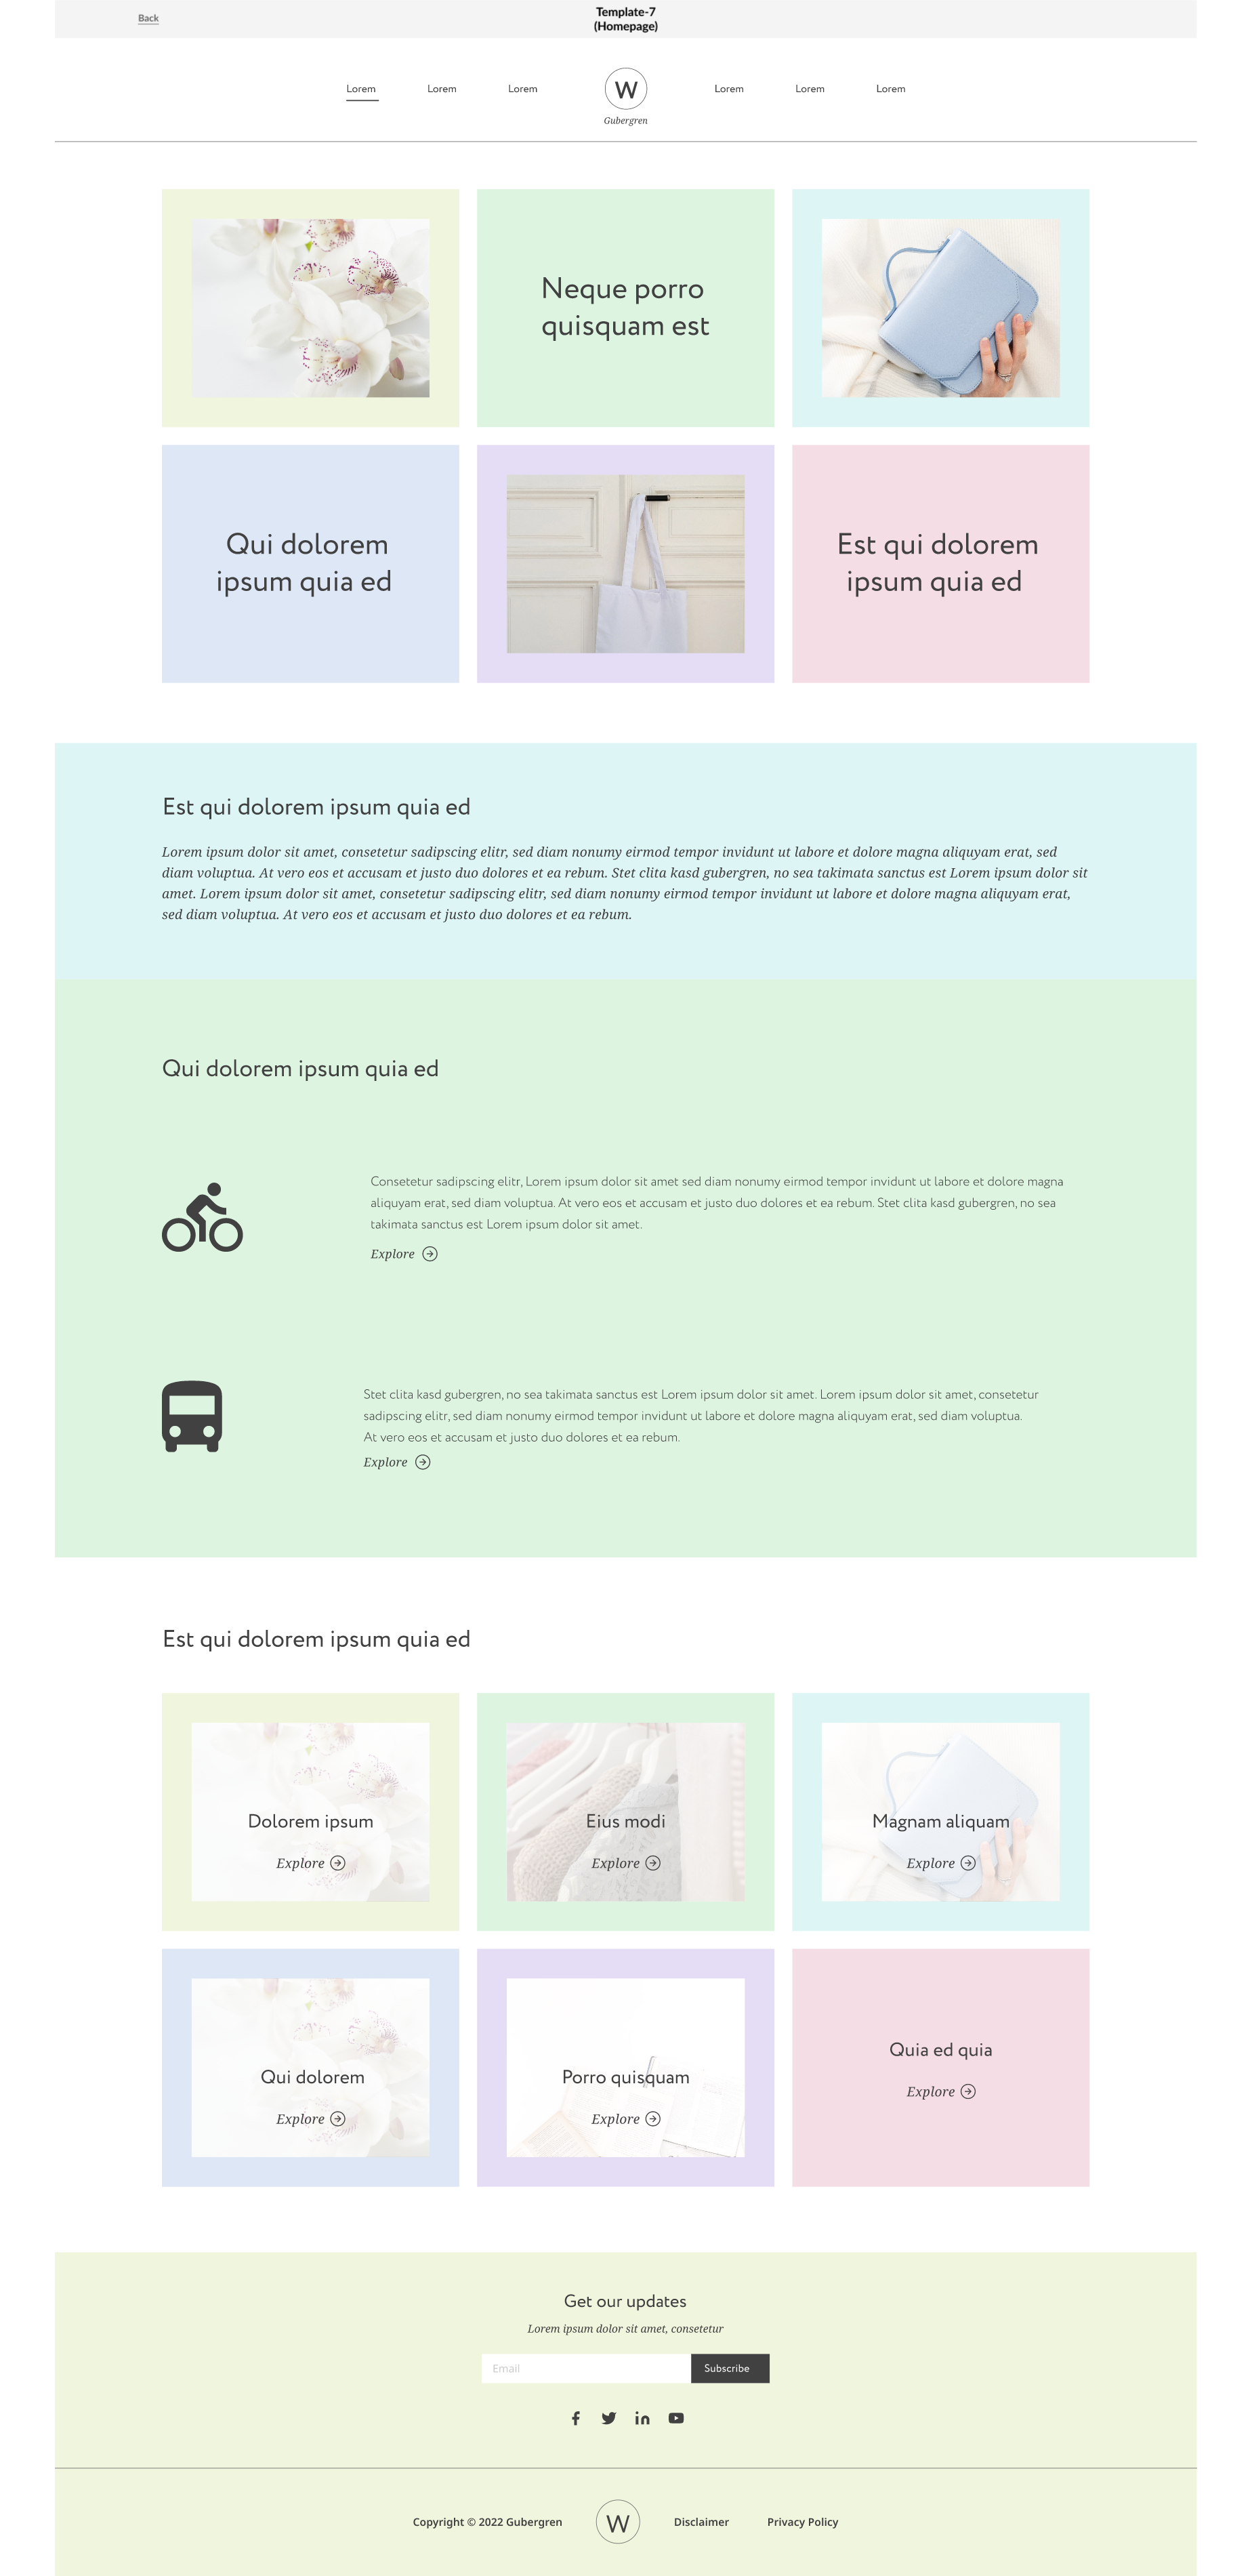 Back
Template-7
(Homepage)
Lorem
Lorem
Lorem
W
Gubergren
Lorem
Lorem
Lorem
Neque porro
quisquam est
Qui dolorem
ipsum quia ed
Est qui dolorem
ipsum quia ed
Est qui dolorem ipsum quia ed
Lorem ipsum dolor sit amet, consetetur sadipscing elitr, sed diam nonumy eirmod tempor invidunt ut labore et dolore magna aliquyam erat, sed
diam voluptua. At vero eos et accusam et justo duo dolores et ea rebum. Stet clita kasd gubergren, no sea takimata sanctus est Lorem ipsum dolor sit
amet. Lorem ipsum dolor sit amet, consetetur sadipscing elitr, sed diam nonumy eirmod tempor invidunt ut labore et dolore magna aliquyam erat,
sed diam voluptua. At vero eos et accusam et justo duo dolores et ea rebum.
Qui dolorem ipsum quia ed
Consetetur sadipscing elitr, Lorem ipsum dolor sit amet sed diam nonumy eirmod tempor invidunt ut labore et dolore magna
aliquyam erat, sed diam voluptua. At vero eos et accusam et justo duo dolores et ea rebum. Stet clita kasd gubergren, no sea
takimata sanctus est Lorem ipsum dolor sit amet.
Explore
Stet clita kasd gubergren, no sea takimata sanctus est Lorem ipsum dolor sit amet. Lorem ipsum dolor sit amet, consetetur
sadipscing elitr, sed diam nonumy eirmod tempor invidunt ut labore et dolore magna aliquyam erat, sed diam voluptua.
At vero eos et accusam et justo duo dolores et ea rebum.
Explore
Est qui dolorem ipsum quia ed
Dolorem ipsum
Explore
Eius modi
Explore
Magnam aliquam
Explore
Qui dolorem
Explore
Porro quisquam
Explore
Quia ed quia
Explore
Get our updates
Lorem ipsum dolor sit amet, consetetur
Email
Subscribe
Copyright © 2022 Gubergren
W
Disclaimer
Privacy Policy